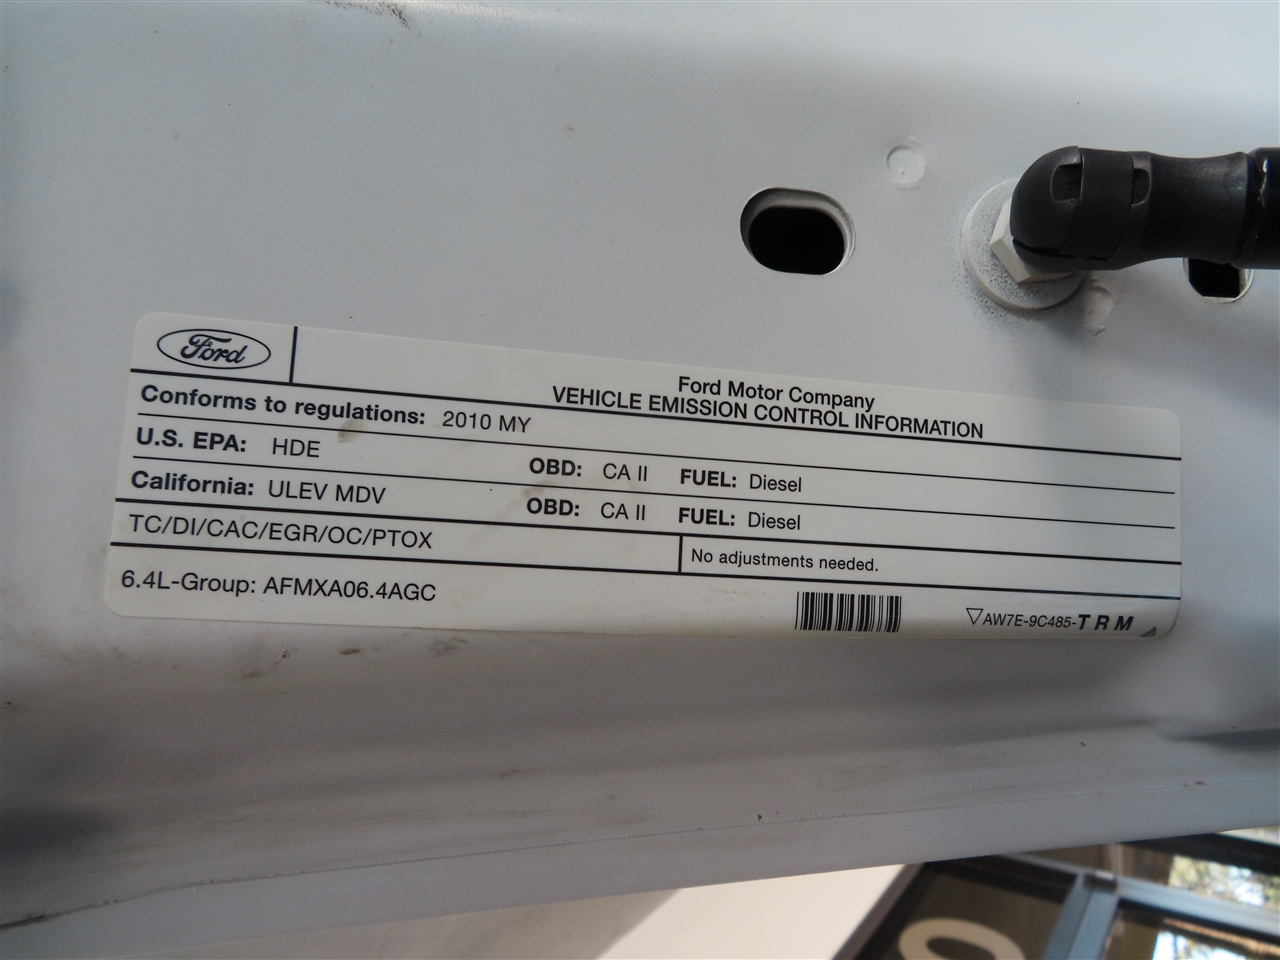 Ford
Ford Motor Company
VEHICLE EMISSION CONTROL INFORMATION
Conforms to regulations: 2010 MY
U.S. EPA: HDE OBD: CA II FUEL: Diesel
California: ULEV MDV OBD: CA II FUEL: Diesel
TC/DI/CAC/EGR/OC/PTOX
No adjustments needed.
6.4L-Group: AFMXA06.4AGC
AW7E-9C485-TRM